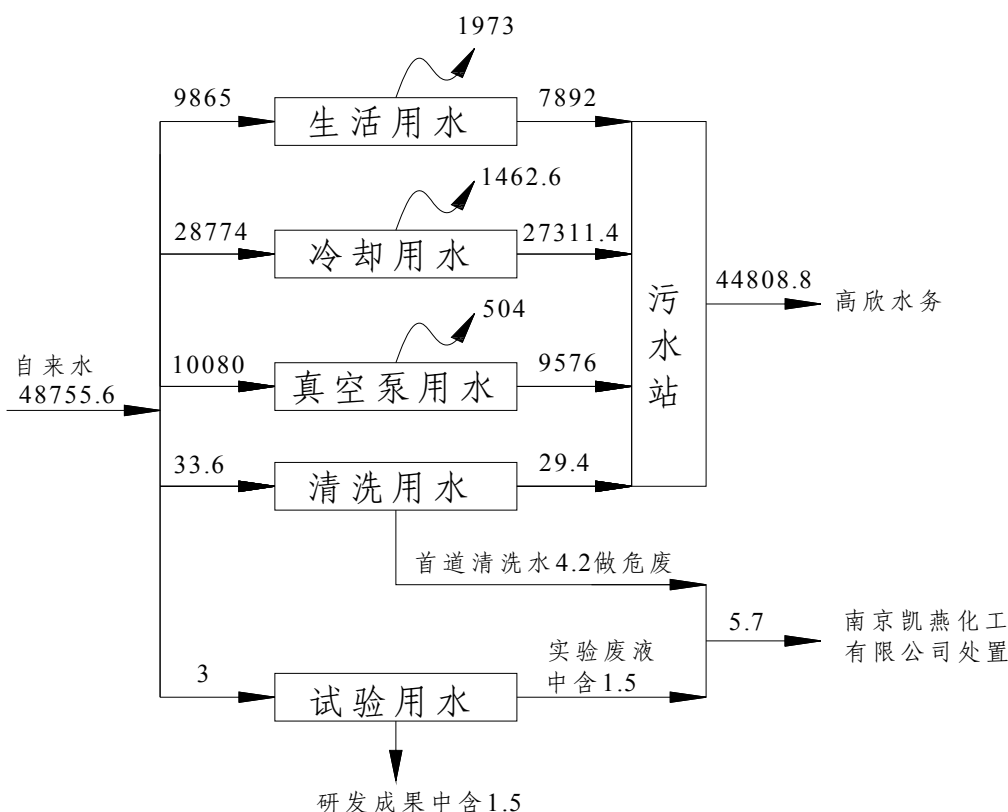 1973
9865
生活用水
7892
1462.6
28774
冷却用水
27311.4
504
10080
真空泵用水
9576
自来水
48755.6
33.6
清洗用水
29.4
污水站
44808.8
高欣水务
首道清洗水4.2做危废
5.7
南京凯燕化工
有限公司处置
3
试验用水
实验废液
中含1.5
研发成果中含1.5